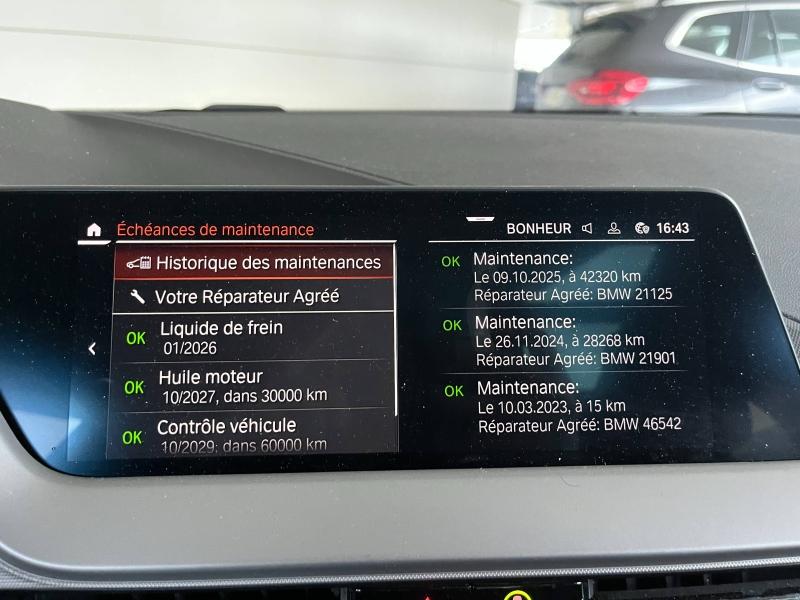 Échéances de maintenance
BONHEUR 16:43
Historique des maintenances
Votre Réparateur Agréé
OK Liquide de frein
01/2026
OK Huile moteur
10/2027, dans 30000 km
OK Contrôle véhicule
10/2029; dans 60000 km
OK Maintenance:
Le 09.10.2025, à 42320 km
Réparateur Agréé: BMW 21125
OK Maintenance:
Le 26.11.2024, à 28268 km
Réparateur Agréé: BMW 21901
OK Maintenance:
Le 10.03.2023, à 15 km
Réparateur Agréé: BMW 46542